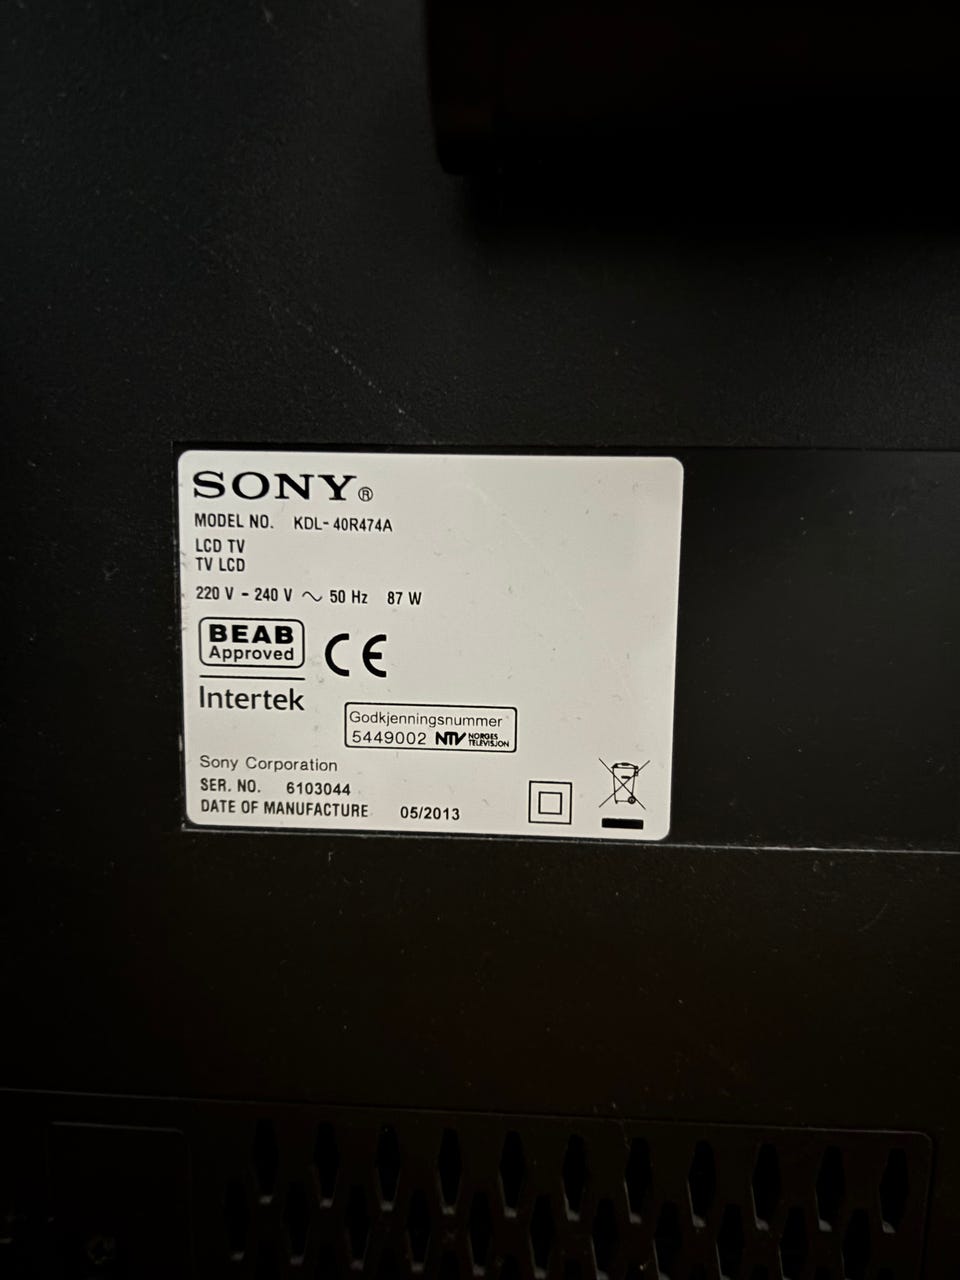 SONY®
MODEL NO. KDL-40R474A
LCD TV
TV LCD
220 V - 240 V ~ 50 Hz 87 W
BEAB
Approved
CE
Intertek
Godkjenningsnummer
5449002 NTV NORGES TELEVISJON
Sony Corporation
SER. NO. 6103044
DATE OF MANUFACTURE 05/2013